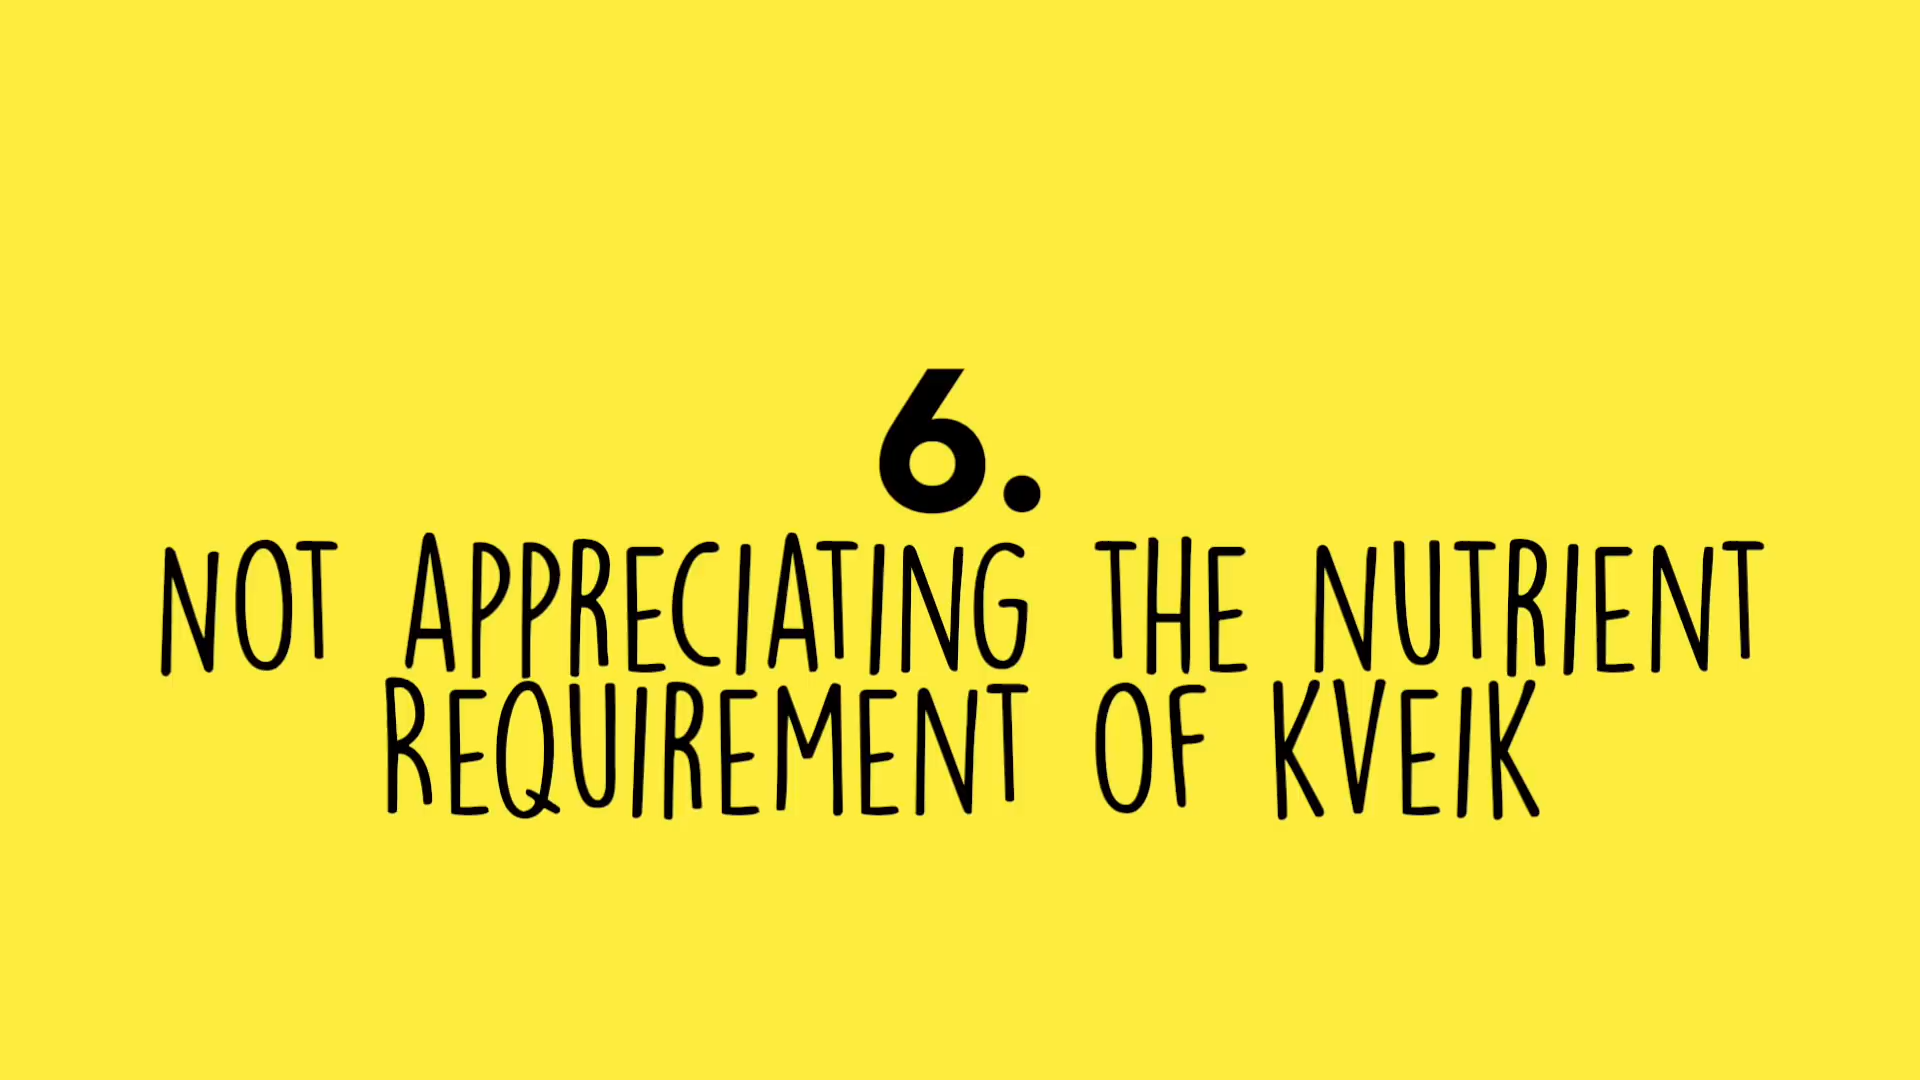 6.
NOT APPRECIATING THE NUTRIENT
REQUIREMENT OF KVEIK